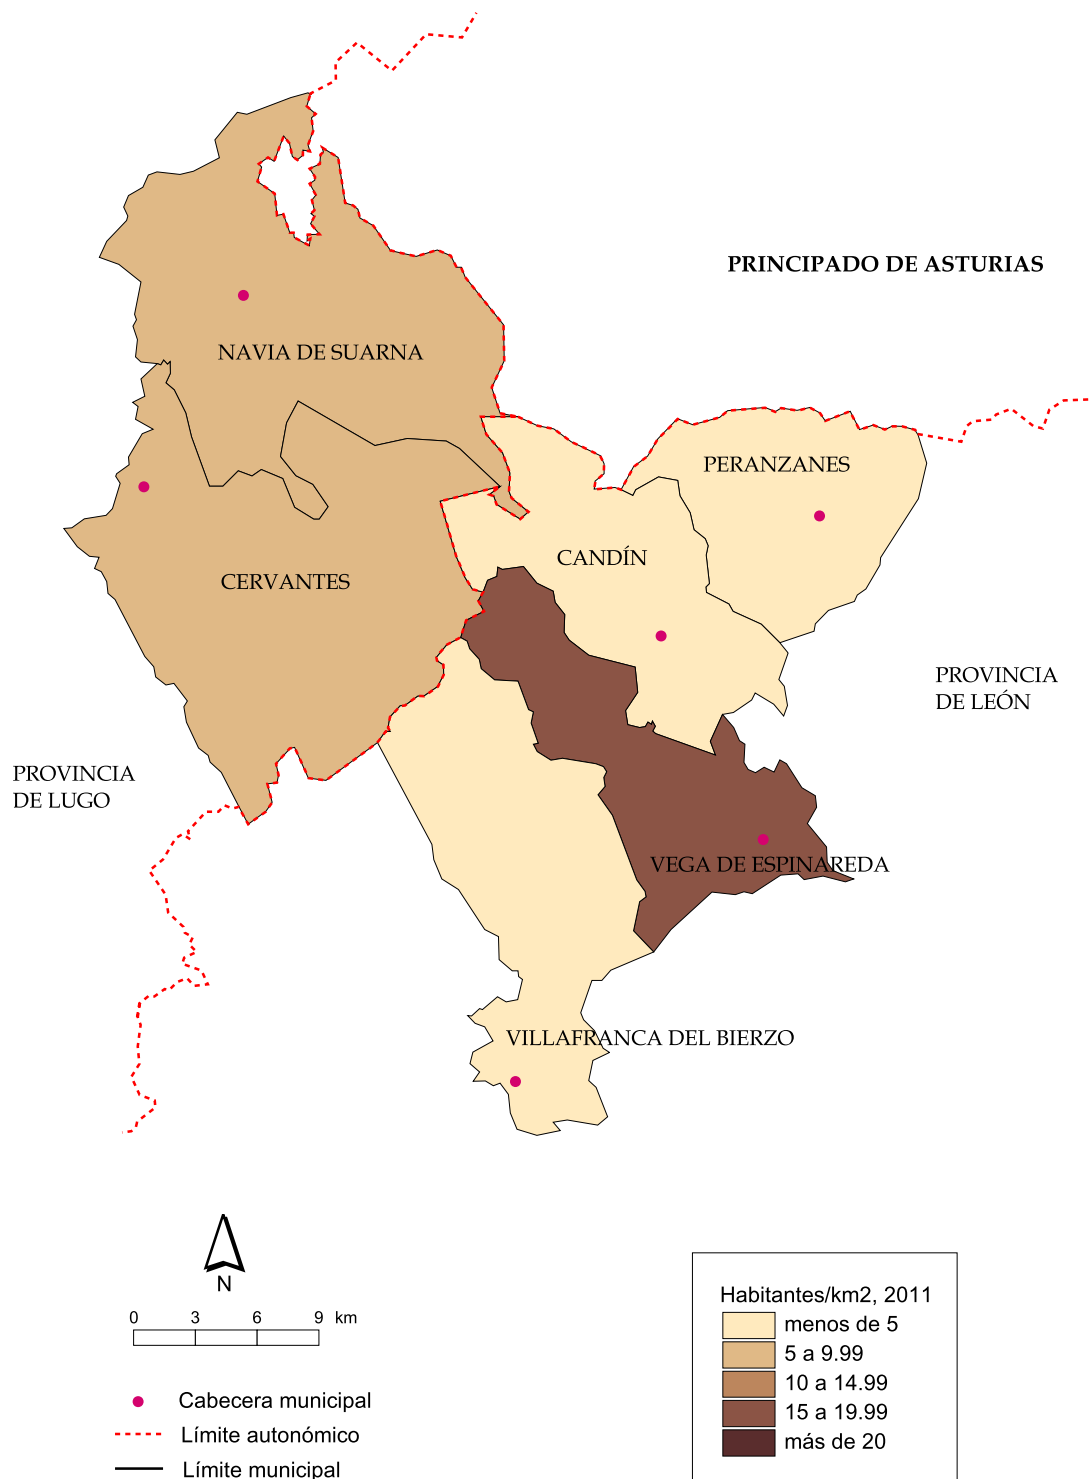 PRINCIPADO DE ASTURIAS
NAVIA DE SUARNA
PERANZANES
CANDÍN
CERVANTES
PROVINCIA
DE LEÓN
PROVINCIA
DE LUGO
VEGA DE ESPINAREDA
VILLAFRANCA DEL BIERZO
N
0 3 6 9 km
Cabecera municipal
Límite autonómico
Límite municipal
Habitantes/km2, 2011
menos de 5
5 a 9.99
10 a 14.99
15 a 19.99
más de 20